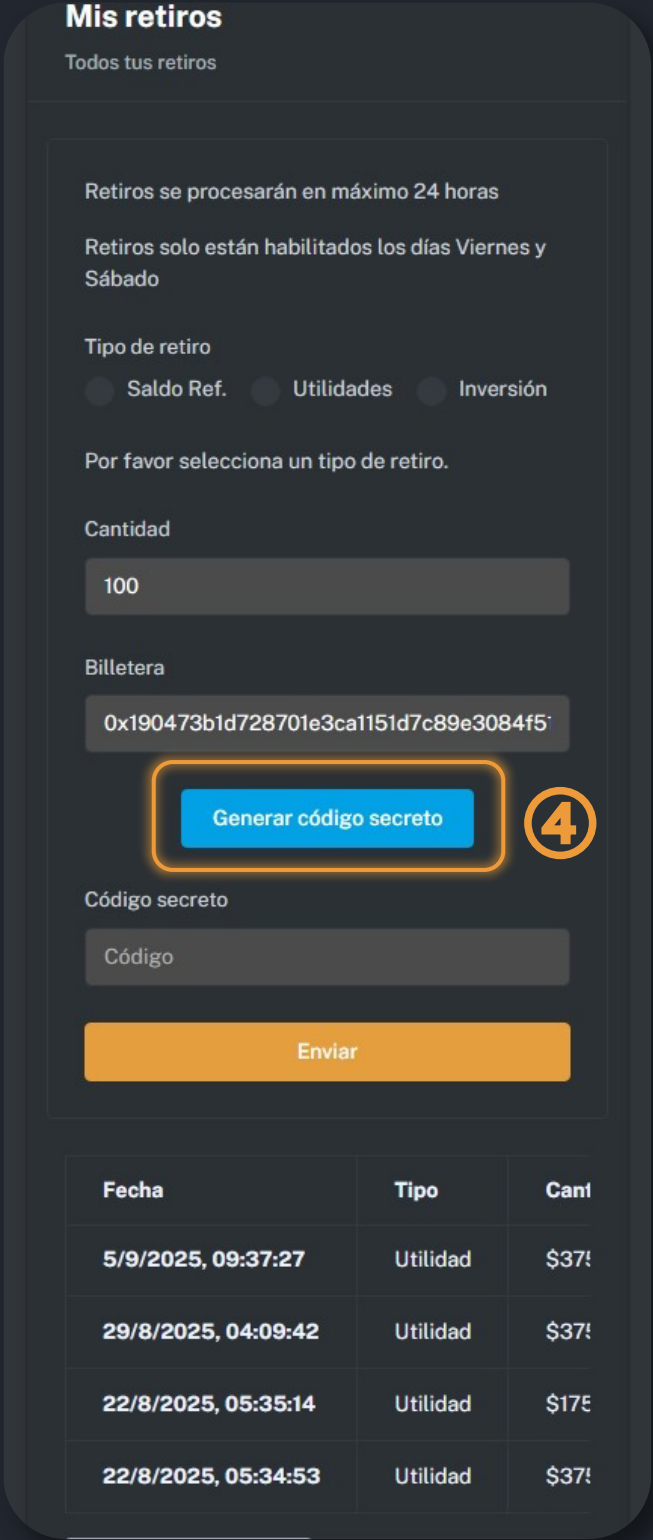 Mis retiros
Todos tus retiros
Retiros se procesarán en máximo 24 horas
Retiros solo están habilitados los días Viernes y
Sábado
Tipo de retiro
Saldo Ref. Utilidades Inversión
Por favor selecciona un tipo de retiro.
Cantidad
100
Billetera
0x190473b1d728701e3ca1151d7c89e3084f5
Generar código secreto
4
Código secreto
Código
Enviar
Fecha Tipo Cant
5/9/2025, 09:37:27 Utilidad $375
29/8/2025, 04:09:42 Utilidad $375
22/8/2025, 05:35:14 Utilidad $175
22/8/2025, 05:34:53 Utilidad $375